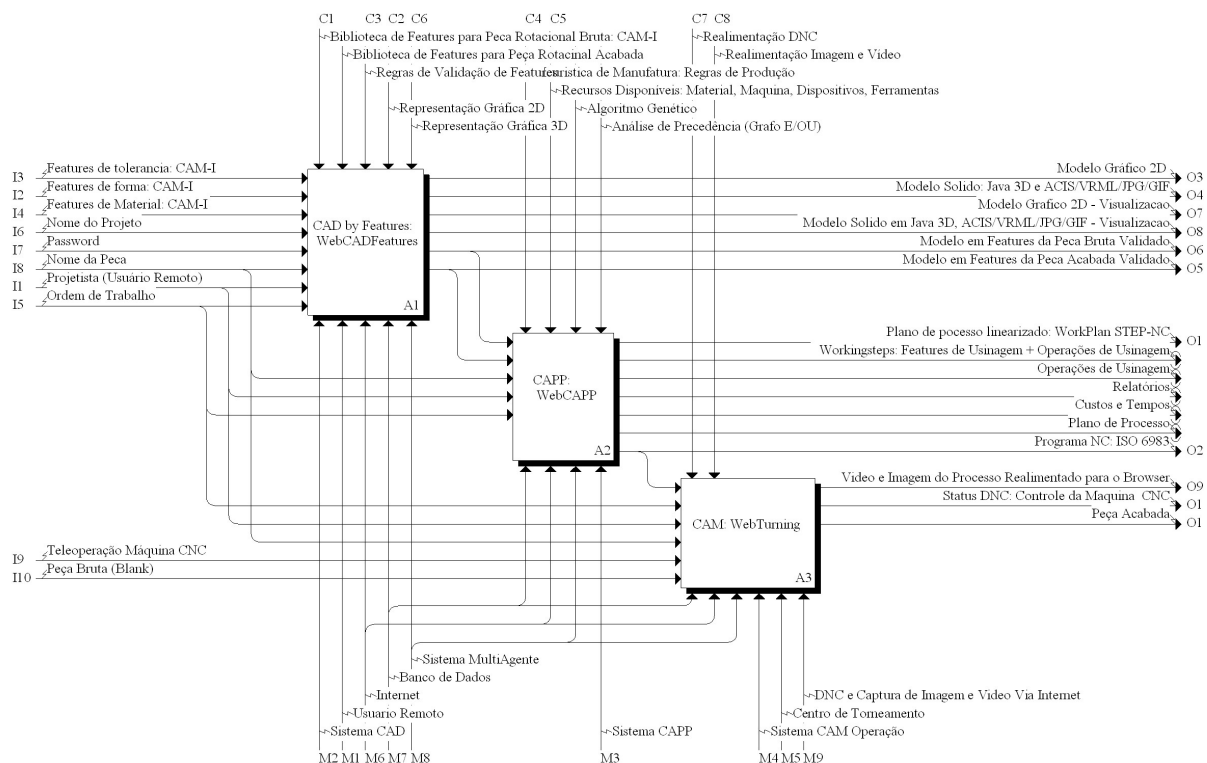 C1 C3 C2 C6 C4 C5 C7 C8
Biblioteca de Features para Peca Rotacional Bruta: CAM-I
Realimentação DNC
Biblioteca de Features para Peça Rotacinal Acabada
Realimentação Imagem e Video
Regras de Validação de Features
Manufatura: Regras de Produção
Recursos Disponíveis: Material, Maquina, Dispositivos, Ferramentas
Representação Gráfica 2D
Algoritmo Genético
Representação Gráfica 3D
Análise de Precedência (Grafo E/OU)
I3 Features de tolerancia: CAM-I
I2 Features de forma: CAM-I
I4 Features de Material: CAM-I
I6 Nome do Projeto
I7 Password
I8 Nome da Peca
I1 Projetista (Usuário Remoto)
I5 Ordem de Trabalho
CAD by Features:
WebCADFeatures
A1
Modelo Gráfico 2D O3
Modelo Solido: Java 3D e ACIS/VRML/JPG/GIF O4
Modelo Grafico 2D - Visualizacao O7
Modelo Solido em Java 3D, ACIS/VRML/JPG/GIF - Visualizacao O8
Modelo em Features da Peca Bruta Validado O6
Modelo em Features da Peca Acabada Validado O5
CAPP:
WebCAPP
A2
Plano de pocesso linearizado: WorkPlan STEP-NC O1
Workingsteps: Features de Usinagem + Operações de Usinagem
Operações de Usinagem
Relatórios
Custos e Tempos
Plano de Processo
Programa NC: ISO 6983 O2
CAM: WebTurning
A3
Video e Imagem do Processo Realimentado para o Browser O9
Status DNC: Controle da Maquina CNC O1
Peça Acabada O1
I9 Teleoperação Máquina CNC
I10 Peça Bruta (Blank)
Sistema MultiAgente
Banco de Dados
Internet
DNC e Captura de Imagem e Video Via Internet
Usuario Remoto
Centro de Torneamento
Sistema CAD
Sistema CAPP
Sistema CAM Operação
M2 M1 M6 M7 M8 M3 M4 M5 M9